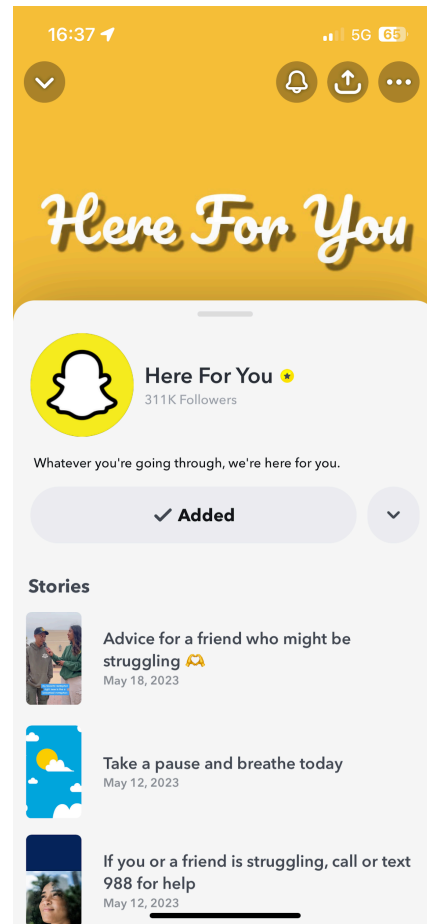 16:37
5G 65
Here For You
Here For You
311K Followers
Whatever you're going through, we're here for you.
Added
Stories
Advice for a friend who might be
struggling 🫶
May 18, 2023
Take a pause and breathe today
May 12, 2023
If you or a friend is struggling, call or text
988 for help
May 12, 2023